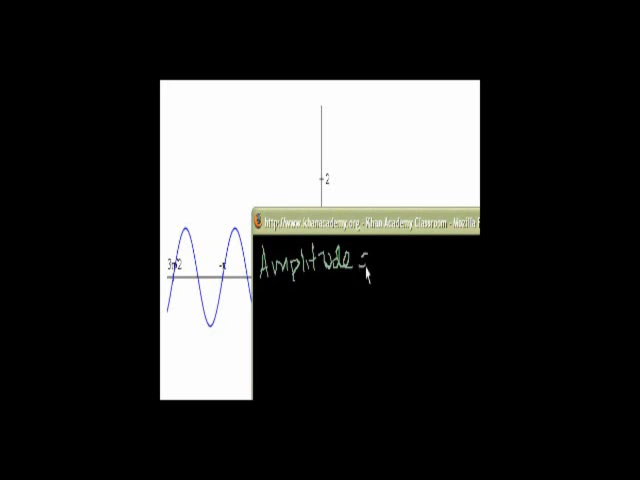 2
http://www.khanacademy.org - Khan Academy Classroom - Mozilla F
-π
Amplitude =